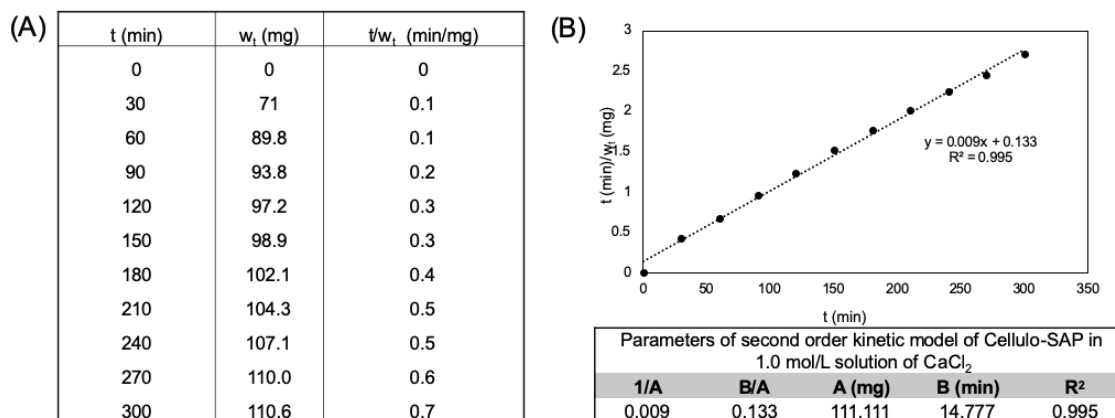 (A)
t (min) wt (mg) t/wt (min/mg)
0 0 0
30 71 0.1
60 89.8 0.1
90 93.8 0.2
120 97.2 0.3
150 98.9 0.3
180 102.1 0.4
210 104.3 0.5
240 107.1 0.5
270 110.0 0.6
300 110.6 0.7
(B)
t (min)/wt (mg)
3
2.5
2
1.5
1
0.5
0
y = 0.009x + 0.133
R² = 0.995
0 50 100 150 200 250 300 350
t (min)
Parameters of second order kinetic model of Cellulo-SAP in
1.0 mol/L solution of CaCl₂
1/A B/A A (mg) B (min) R²
0.009 0.133 111.111 14.777 0.995